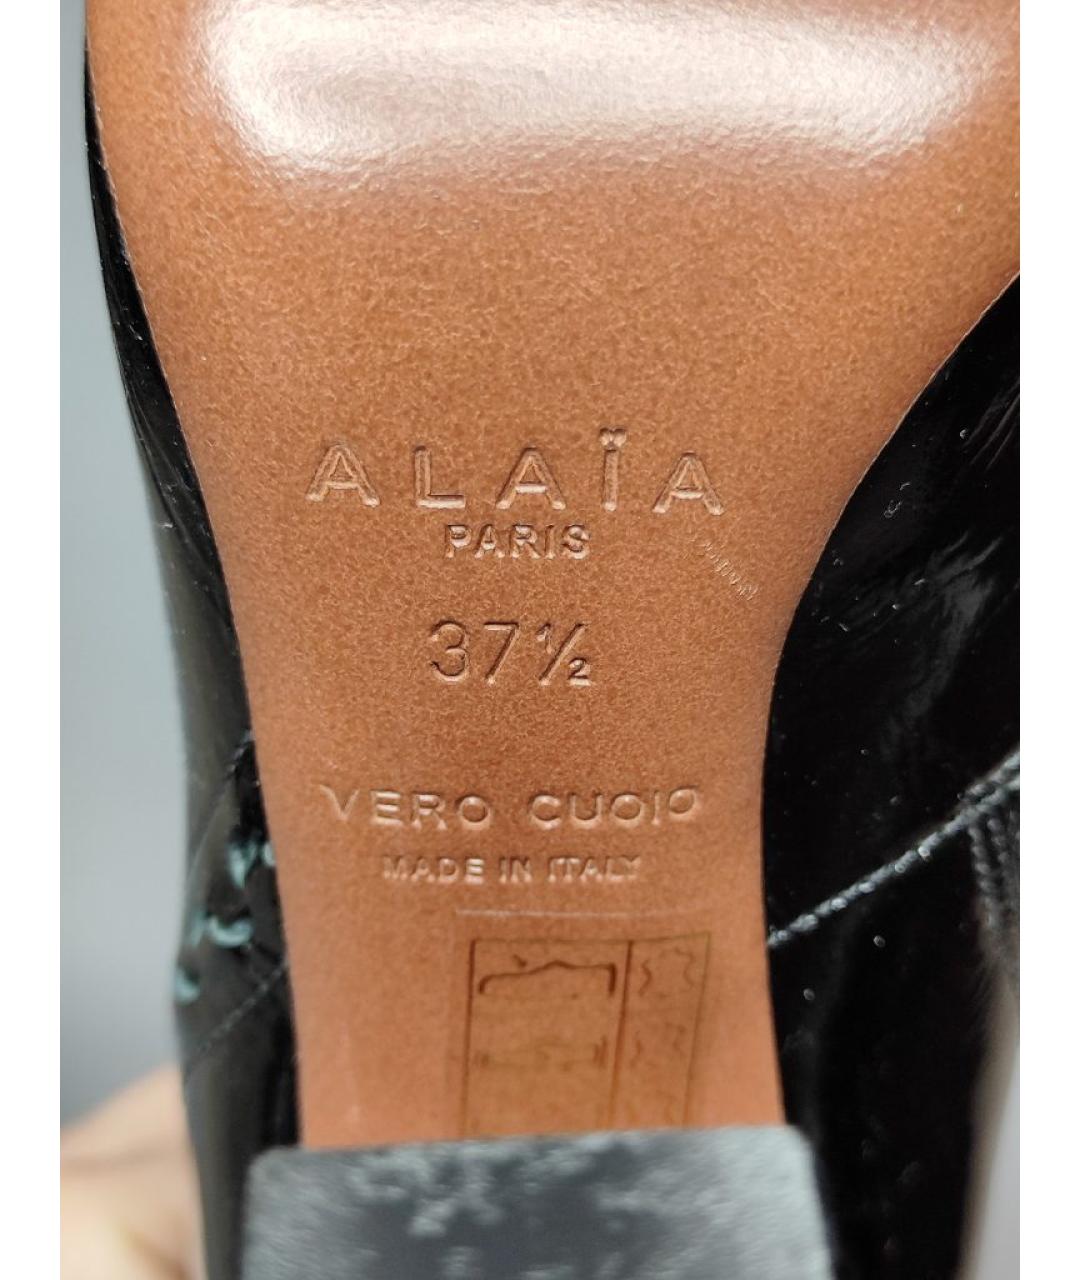 ALAÏA
PARIS
37½
VERO CUOIO
MADE IN ITALY